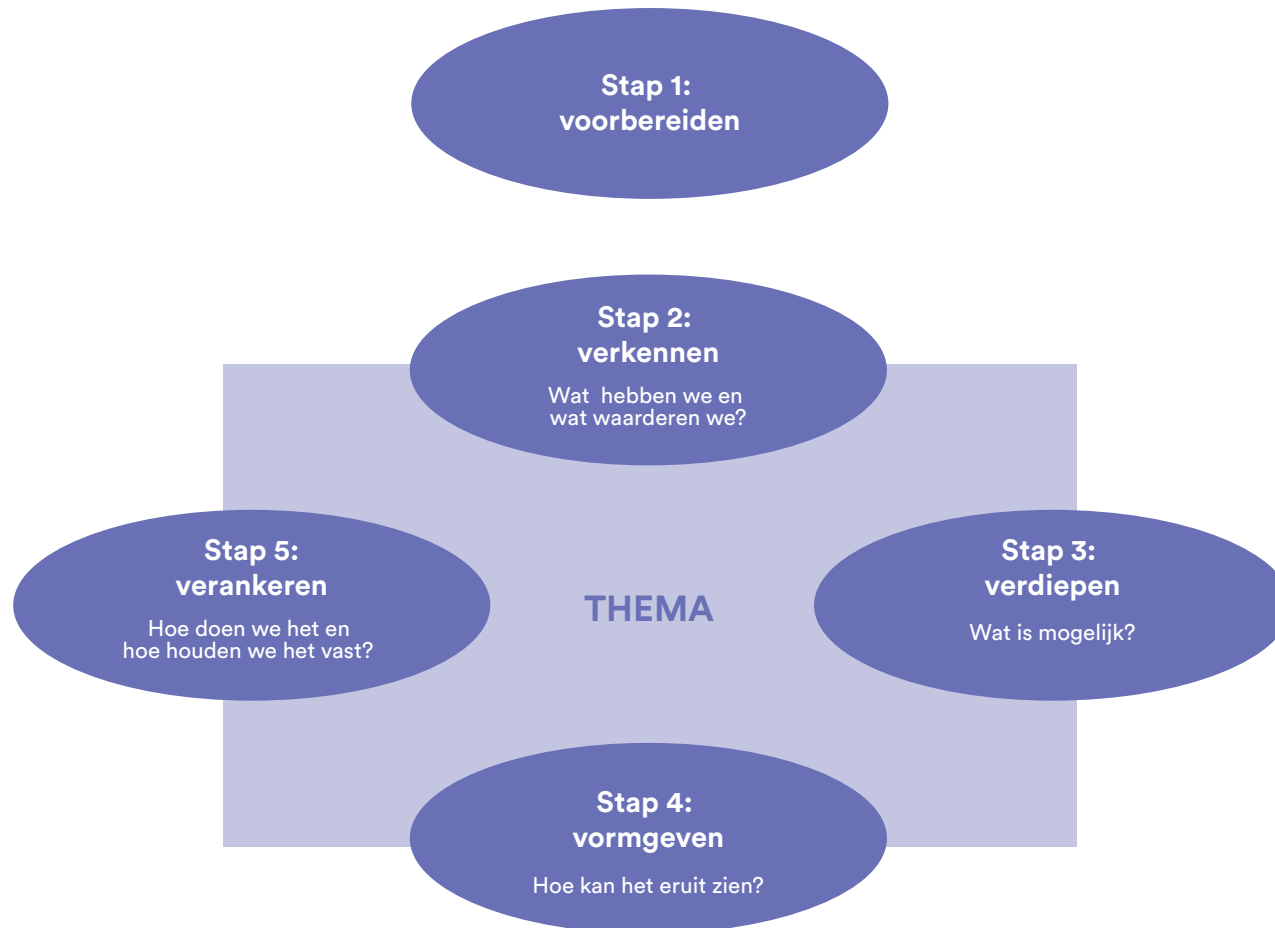 Stap 1:
voorbereiden
Stap 2:
verkennen
Wat  hebben we en
wat waarderen we?
Stap 5:
verankeren
Hoe doen we het en
hoe houden we het vast?
THEMA
Stap 3:
verdiepen
Wat is mogelijk?
Stap 4:
vormgeven
Hoe kan het eruit zien?